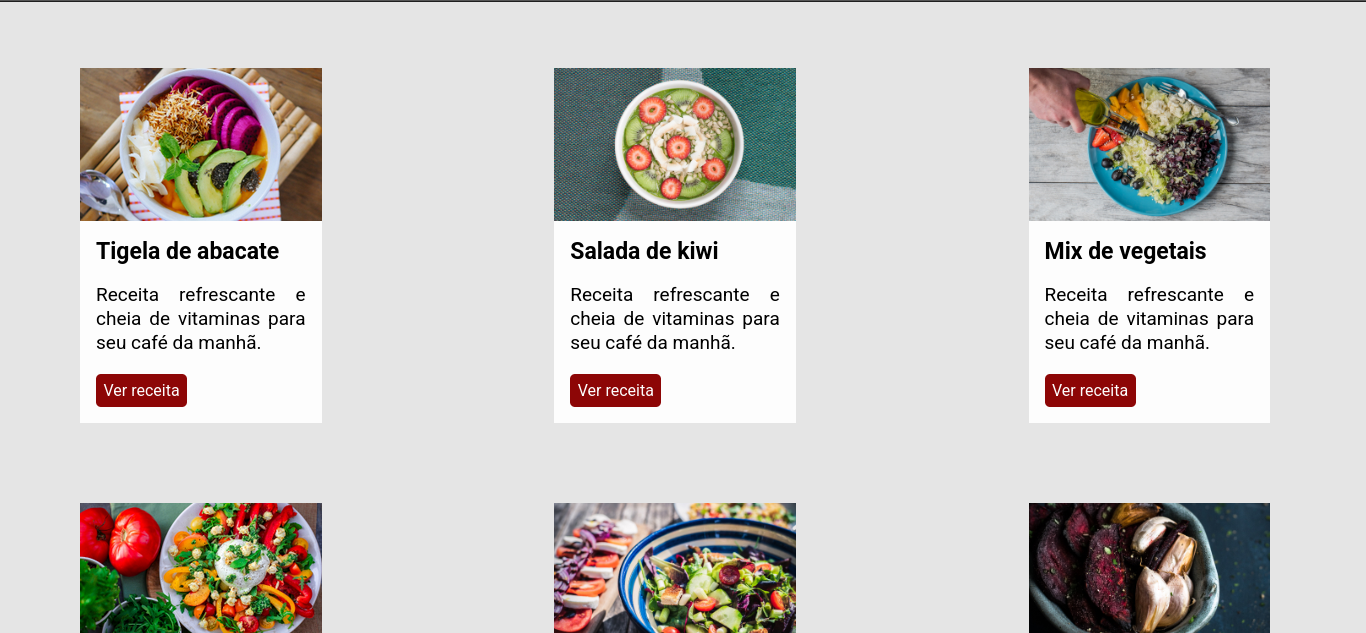 Tigela de abacate
Receita refrescante e
cheia de vitaminas para
seu café da manhã.
Ver receita
Salada de kiwi
Receita refrescante e
cheia de vitaminas para
seu café da manhã.
Ver receita
Mix de vegetais
Receita refrescante e
cheia de vitaminas para
seu café da manhã.
Ver receita